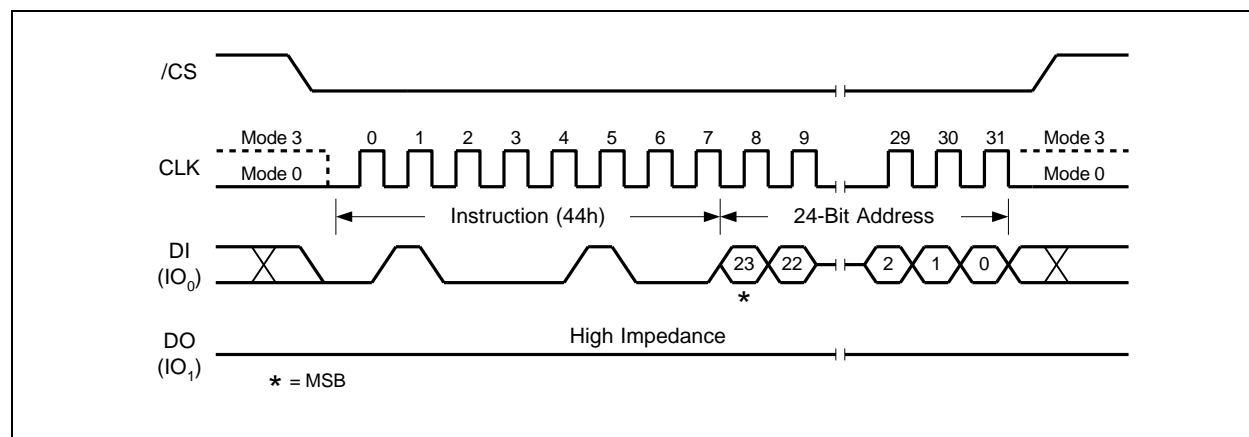 /CS
0 1 2 3 4 5 6 7 8 9 29 30 31
Mode 3 Mode 3
CLK
Mode 0 Mode 0
Instruction (44h) 24-Bit Address
DI
(IO0)
23 22 2 1 0
*
High Impedance
DO
(IO1)
* = MSB